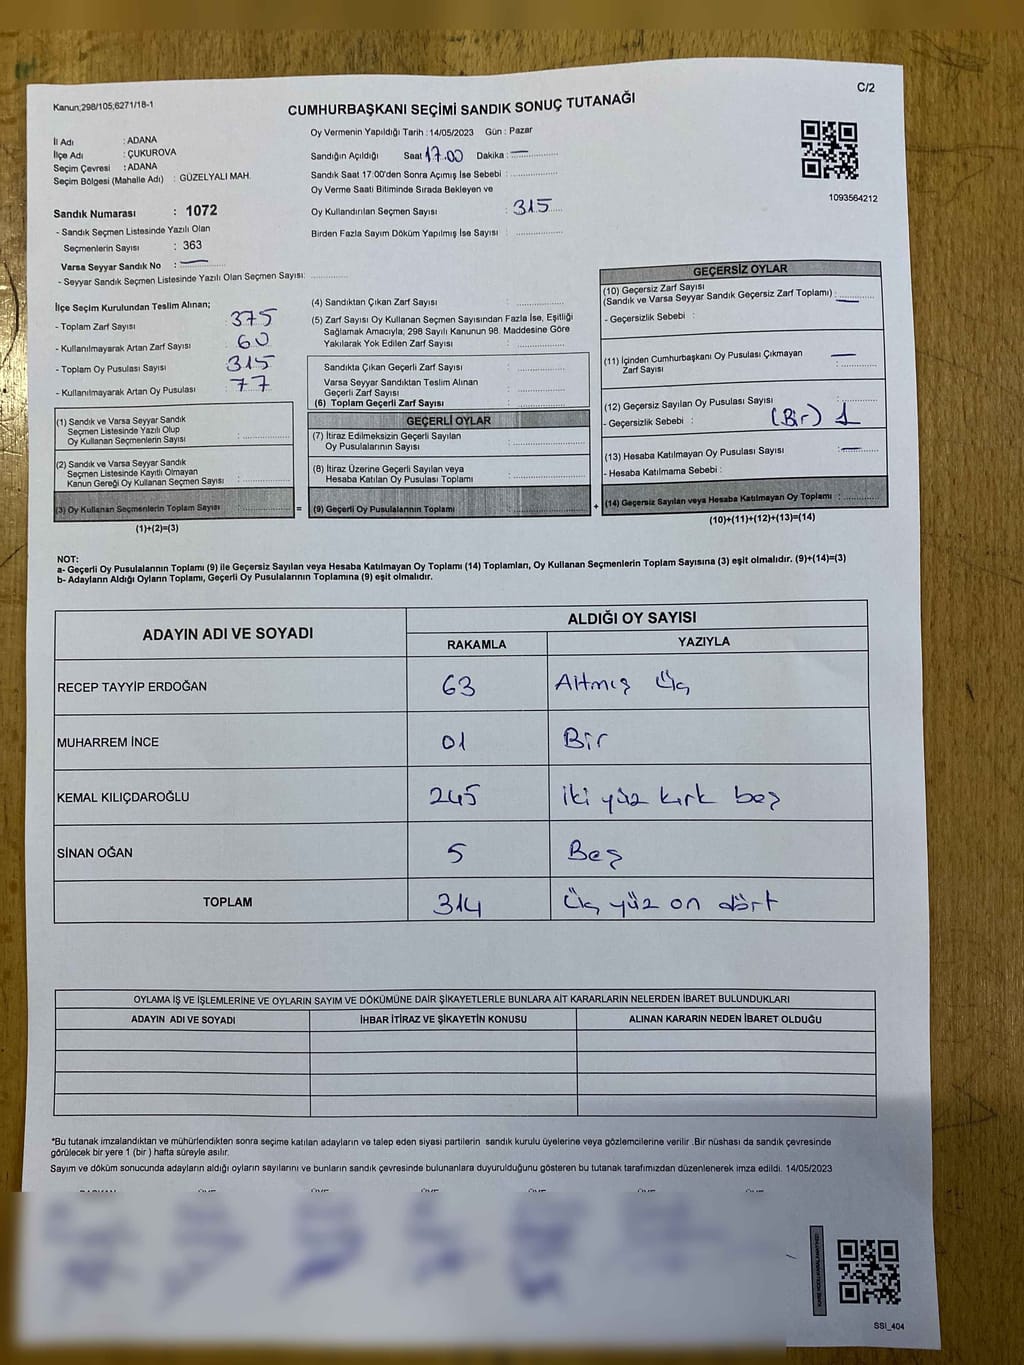 Kanun;298/105;6271/18-1
C/2
CUMHURBAŞKANI SEÇİMİ SANDIK SONUÇ TUTANAĞI
İl Adı : ADANA
İlçe Adı : ÇUKUROVA
Seçim Çevresi : ADANA
Seçim Bölgesi (Mahalle Adı) : GÜZELYALI MAH.
Oy Vermenin Yapıldığı Tarih : 14/05/2023 Gün : Pazar
Sandığın Açıldığı Saat 17.00 Dakika : —
Sandık Saat 17:00'den Sonra Açımış İse Sebebi :
Oy Verme Saati Bitiminde Sırada Bekleyen ve
Oy Kullandırılan Seçmen Sayısı : 315
Birden Fazla Sayım Döküm Yapılmış İse Sayısı :
1093564212
Sandık Numarası : 1072
- Sandık Seçmen Listesinde Yazılı Olan
Seçmenlerin Sayısı : 363
Varsa Seyyar Sandık No : —
- Seyyar Sandık Seçmen Listesinde Yazılı Olan Seçmen Sayısı:
İlçe Seçim Kurulundan Teslim Alınan;
- Toplam Zarf Sayısı 375
- Kullanılmayarak Artan Zarf Sayısı 60
- Toplam Oy Pusulası Sayısı 315
- Kullanılmayarak Artan Oy Pusulası 77
(1) Sandık ve Varsa Seyyar Sandık
Seçmen Listesinde Yazılı Olup
Oy Kullanan Seçmenlerin Sayısı :
(2) Sandık ve Varsa Seyyar Sandık
Seçmen Listesinde Kayıtlı Olmayan
Kanun Gereği Oy Kullanan Seçmen Sayısı :
(3) Oy Kullanan Seçmenlerin Toplam Sayısı :
(1)+(2)=(3)
=
(4) Sandıktan Çıkan Zarf Sayısı :
(5) Zarf Sayısı Oy Kullanan Seçmen Sayısından Fazla İse, Eşitliği
Sağlamak Amacıyla; 298 Sayılı Kanunun 98. Maddesine Göre
Yakılarak Yok Edilen Zarf Sayısı :
Sandıkta Çıkan Geçerli Zarf Sayısı :
Varsa Seyyar Sandıktan Teslim Alınan
Geçerli Zarf Sayısı :
(6) Toplam Geçerli Zarf Sayısı :
GEÇERLİ OYLAR
(7) İtiraz Edilmeksizin Geçerli Sayılan
Oy Pusulalarının Sayısı :
(8) İtiraz Üzerine Geçerli Sayılan veya
Hesaba Katılan Oy Pusulası Toplamı :
(9) Geçerli Oy Pusulalarının Toplamı :
+
GEÇERSİZ OYLAR
(10) Geçersiz Zarf Sayısı
(Sandık ve Varsa Seyyar Sandık Geçersiz Zarf Toplamı) : —
- Geçersizlik Sebebi :
(11) İçinden Cumhurbaşkanı Oy Pusulası Çıkmayan
Zarf Sayısı : —
(12) Geçersiz Sayılan Oy Pusulası Sayısı :
- Geçersizlik Sebebi : (Bir) 1
(13) Hesaba Katılmayan Oy Pusulası Sayısı : —
- Hesaba Katılmama Sebebi :
(14) Geçersiz Sayılan veya Hesaba Katılmayan Oy Toplamı :
(10)+(11)+(12)+(13)=(14)
NOT:
a- Geçerli Oy Pusulalarının Toplamı (9) ile Geçersiz Sayılan veya Hesaba Katılmayan Oy Toplamı (14) Toplamları, Oy Kullanan Seçmenlerin Toplam Sayısına (3) eşit olmalıdır. (9)+(14)=(3)
b- Adayların Aldığı Oyların Toplamı, Geçerli Oy Pusulalarının Toplamına (9) eşit olmalıdır.
ADAYIN ADI VE SOYADI
ALDIĞI OY SAYISI
RAKAMLA YAZIYLA
RECEP TAYYİP ERDOĞAN 63 Altmış Üç
MUHARREM İNCE 01 Bir
KEMAL KILIÇDAROĞLU 245 iki yüz kırk beş
SİNAN OĞAN 5 Beş
TOPLAM 314 Üç yüz on dört
OYLAMA İŞ VE İŞLEMLERİNE VE OYLARIN SAYIM VE DÖKÜMÜNE DAİR ŞİKAYETLERLE BUNLARA AİT KARARLARIN NELERDEN İBARET BULUNDUKLARI
ADAYIN ADI VE SOYADI İHBAR İTİRAZ VE ŞİKAYETİN KONUSU ALINAN KARARIN NEDEN İBARET OLDUĞU
*Bu tutanak imzalandıktan ve mühürlendikten sonra seçime katılan adayların ve talep eden siyasi partilerin sandık kurulu üyelerine veya gözlemcilerine verilir .Bir nüshası da sandık çevresinde
görülecek bir yere 1 (bir ) hafta süreyle asılır.
Sayım ve döküm sonucunda adayların aldığı oyların sayılarını ve bunların sandık çevresinde bulunanlara duyurulduğunu gösteren bu tutanak tarafımızdan düzenlenerek imza edildi. 14/05/2023
SSI_404